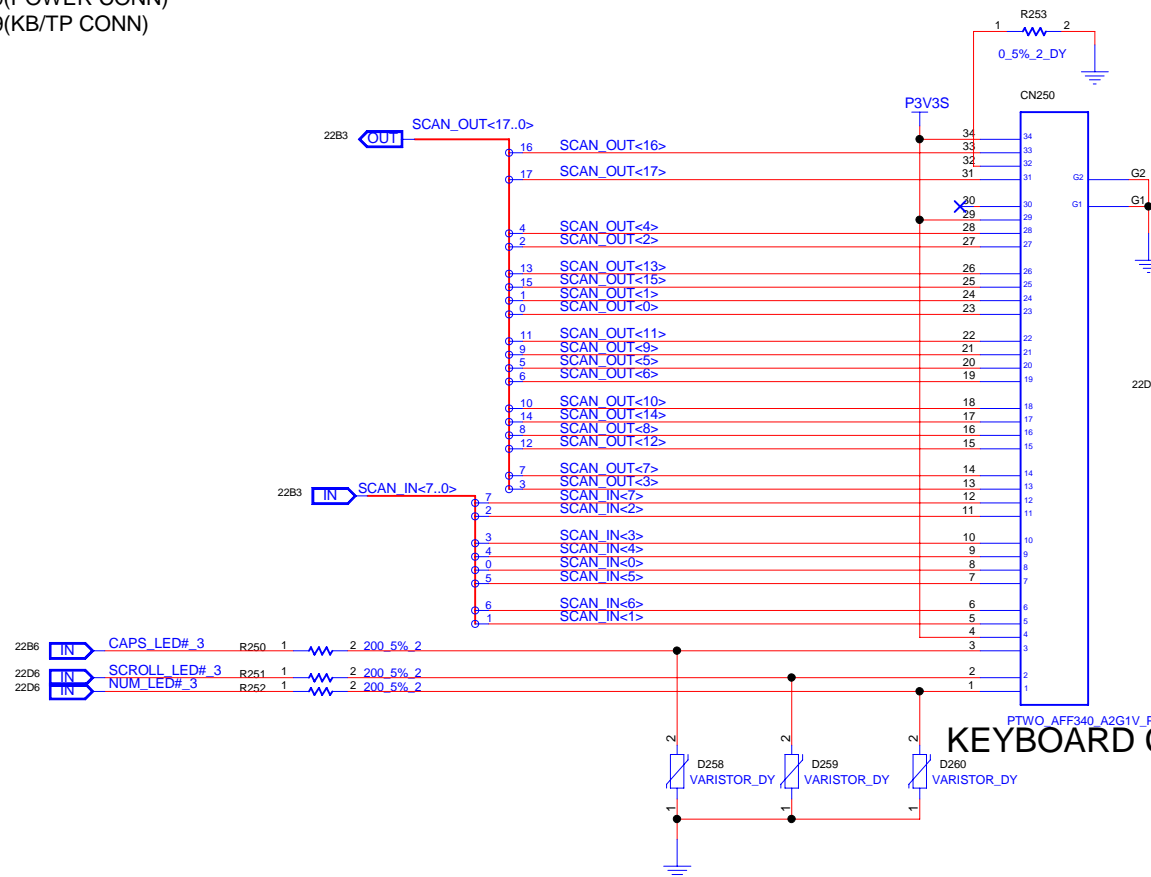 (POWER CONN)
9(KB/TP CONN)
R253
1 2
0_5%_2_DY
CN250
P3V3S
22B3 OUT SCAN_OUT<17..0>
34 34
16 SCAN_OUT<16> 33 33
32 32
17 SCAN_OUT<17> 31 31
G2 G2
30 30
G1 G1
29 29
4 SCAN_OUT<4> 28 28
2 SCAN_OUT<2> 27 27
13 SCAN_OUT<13> 26 26
15 SCAN_OUT<15> 25 25
1 SCAN_OUT<1> 24 24
0 SCAN_OUT<0> 23 23
11 SCAN_OUT<11> 22 22
9 SCAN_OUT<9> 21 21
5 SCAN_OUT<5> 20 20
6 SCAN_OUT<6> 19 19
22D
10 SCAN_OUT<10> 18 18
14 SCAN_OUT<14> 17 17
8 SCAN_OUT<8> 16 16
12 SCAN_OUT<12> 15 15
7 SCAN_OUT<7> 14 14
3 SCAN_OUT<3> 13 13
22B3 IN SCAN_IN<7..0>
7 SCAN_IN<7> 12 12
2 SCAN_IN<2> 11 11
3 SCAN_IN<3> 10 10
4 SCAN_IN<4> 9 9
0 SCAN_IN<0> 8 8
5 SCAN_IN<5> 7 7
6 SCAN_IN<6> 6 6
1 SCAN_IN<1> 5 5
4 4
22B6 IN CAPS_LED#_3 R250 1 2 200_5%_2 3 3
22D6 IN SCROLL_LED#_3 R251 1 2 200_5%_2 2 2
22D6 IN NUM_LED#_3 R252 1 2 200_5%_2 1 1
PTWO_AFF340_A2G1V_P
KEYBOARD C
2 D258 VARISTOR_DY 1
2 D259 VARISTOR_DY 1
2 D260 VARISTOR_DY 1